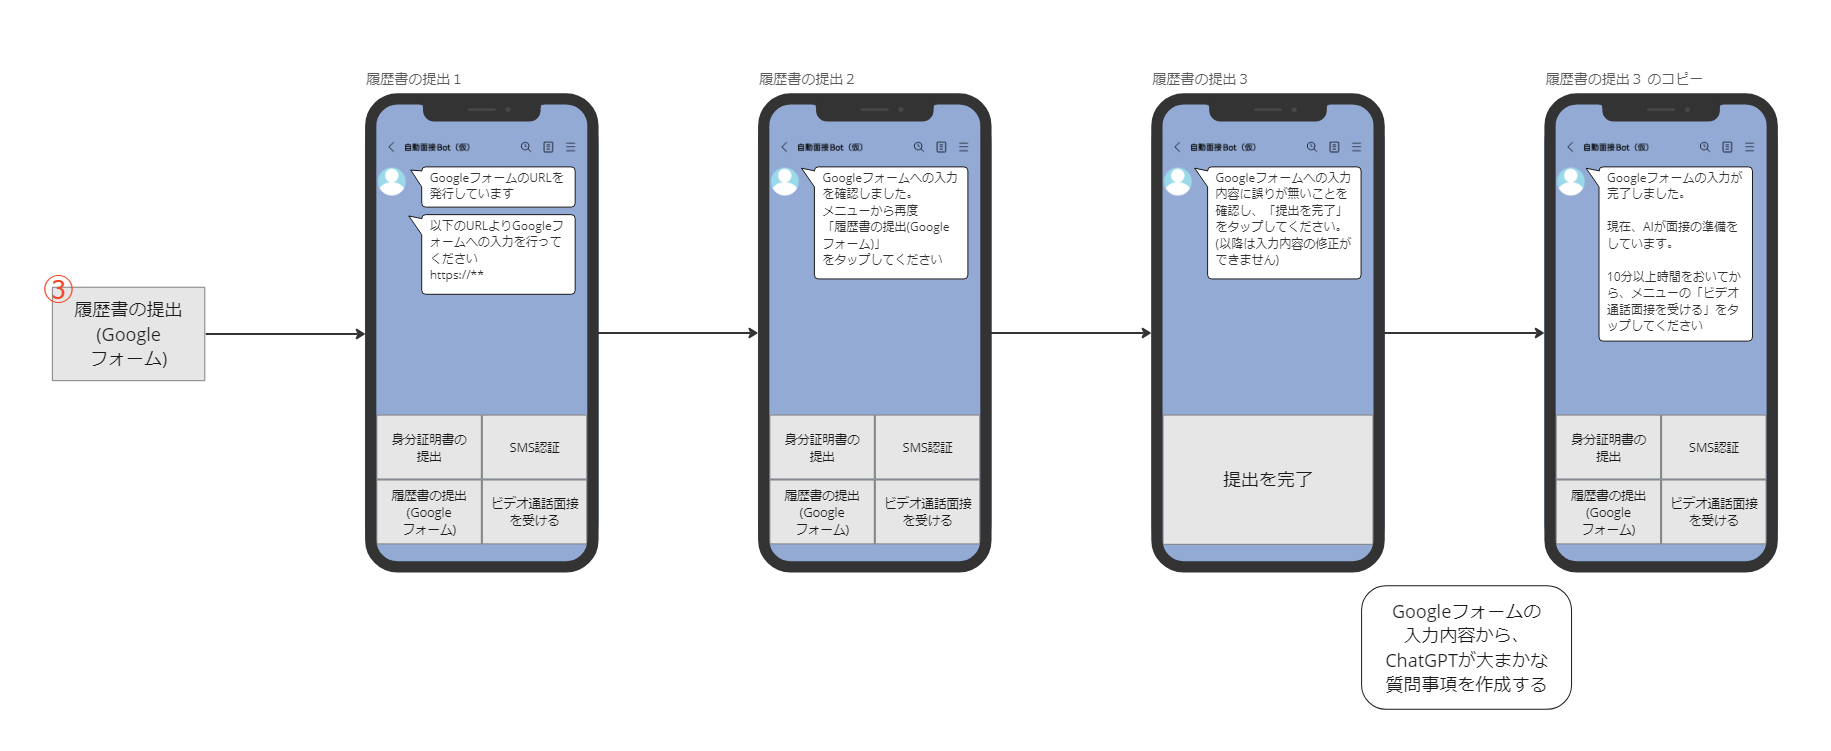 ③
履歴書の提出
(Google
フォーム)
履歴書の提出１
自動面接Bot（仮）
GoogleフォームのURLを
発行しています
以下のURLよりGoogleフ
ォームへの入力を行って
ください
https://**
身分証明書の
提出
SMS認証
履歴書の提出
(Google
フォーム)
ビデオ通話面接
を受ける
履歴書の提出２
自動面接Bot（仮）
Googleフォームへの入力
を確認しました。
メニューから再度
「履歴書の提出(Google
フォーム)」
をタップしてください
身分証明書の
提出
SMS認証
履歴書の提出
(Google
フォーム)
ビデオ通話面接
を受ける
履歴書の提出３
自動面接Bot（仮）
Googleフォームへの入力
内容に誤りが無いことを
確認し、「提出を完了」
をタップしてください。
(以降は入力内容の修正が
できません)
提出を完了
履歴書の提出３ のコピー
自動面接Bot（仮）
Googleフォームの入力が
完了しました。
現在、AIが面接の準備を
しています。
10分以上時間をおいてか
ら、メニューの「ビデオ
通話面接を受ける」をタ
ップしてください
身分証明書の
提出
SMS認証
履歴書の提出
(Google
フォーム)
ビデオ通話面接
を受ける
Googleフォームの
入力内容から、
ChatGPTが大まかな
質問事項を作成する